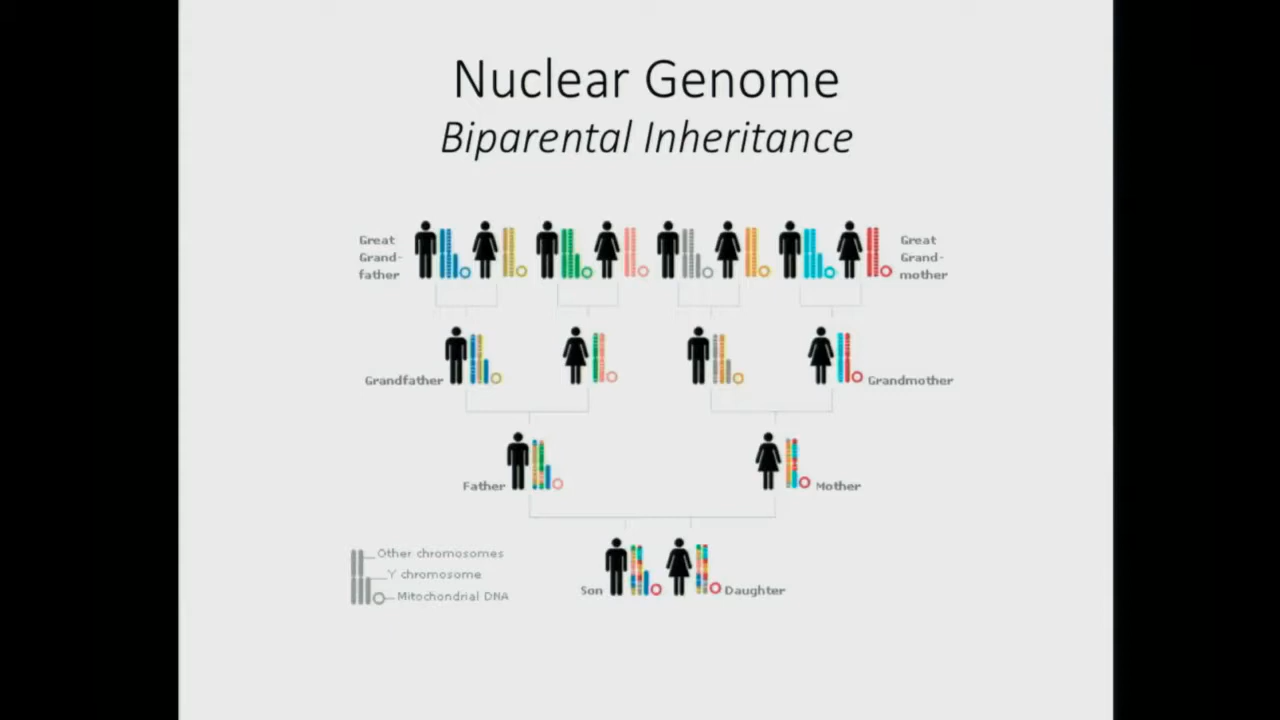 Nuclear Genome
Biparental Inheritance
Great
Grand-
father
Great
Grand-
mother
Grandfather
Grandmother
Father
Mother
Son
Daughter
Other chromosomes
Y chromosome
Mitochondrial DNA